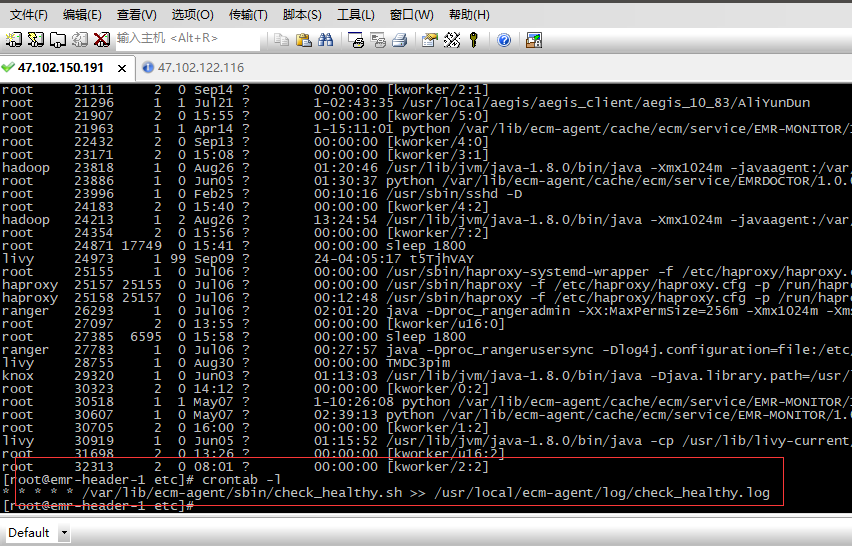 文件(F) 编辑(E) 查看(V) 选项(O) 传输(T) 脚本(S) 工具(L) 窗口(W) 帮助(H)
输入主机 <Alt+R>
47.102.150.191 47.102.122.116
root 21111 2 0 Sep14 ? 00:00:00 [kworker/2:1]
root 21296 1 1 Jul21 ? 1-02:43:35 /usr/local/aegis/aegis_client/aegis_10_83/AliYunDun
root 21907 2 0 15:55 ? 00:00:00 [kworker/5:0]
root 21963 1 1 Apr14 ? 1-15:11:01 python /var/lib/ecm-agent/cache/ecm/service/EMR-MONITOR/1
root 22432 2 0 Sep13 ? 00:00:00 [kworker/4:0]
root 23171 2 0 15:08 ? 00:00:00 [kworker/3:1]
hadoop 23818 1 0 Aug26 ? 01:20:46 /usr/lib/jvm/java-1.8.0/bin/java -Xmx1024m -javaagent:/var/
root 23886 1 0 Jun05 ? 01:30:37 python /var/lib/ecm-agent/cache/ecm/service/EMRDOCTOR/1.0.
root 23996 1 0 Feb25 ? 00:10:16 /usr/sbin/sshd -D
root 24183 2 0 15:40 ? 00:00:00 [kworker/4:2]
hadoop 24213 1 2 Aug26 ? 13:24:54 /usr/lib/jvm/java-1.8.0/bin/java -Xmx1024m -javaagent:/var/
root 24354 2 0 15:56 ? 00:00:00 [kworker/7:2]
root 24871 17749 0 15:41 ? 00:00:00 sleep 1800
livy 24973 1 99 Sep09 ? 24-04:05:17 t5TjhVAY
root 25155 1 0 Jul06 ? 00:00:00 /usr/sbin/haproxy-systemd-wrapper -f /etc/haproxy/haproxy.c
haproxy 25157 25155 0 Jul06 ? 00:00:00 /usr/sbin/haproxy -f /etc/haproxy/haproxy.cfg -p /run/hapro
haproxy 25158 25157 0 Jul06 ? 00:12:48 /usr/sbin/haproxy -f /etc/haproxy/haproxy.cfg -p /run/hapro
ranger 26293 1 0 Jul06 ? 02:01:20 java -Dproc_rangeradmin -XX:MaxPermSize=256m -Xmx1024m -Xms
root 27097 2 0 13:55 ? 00:00:00 [kworker/u16:0]
root 27385 6595 0 15:58 ? 00:00:00 sleep 1800
ranger 27783 1 0 Jul06 ? 00:27:57 java -Dproc_rangerusersync -Dlog4j.configuration=file:/etc/
livy 28755 1 0 Aug30 ? 00:00:00 TMDC3pim
knox 29320 1 0 Jun03 ? 01:13:03 /usr/lib/jvm/java-1.8.0/bin/java -Djava.library.path=/usr/
root 30323 2 0 14:12 ? 00:00:00 [kworker/0:2]
root 30518 1 1 May07 ? 1-10:26:08 python /var/lib/ecm-agent/cache/ecm/service/EMR-MONITOR/1
root 30607 1 0 May07 ? 02:39:13 python /var/lib/ecm-agent/cache/ecm/service/EMR-MONITOR/1.0
root 30705 2 0 16:00 ? 00:00:00 [kworker/1:2]
livy 30919 1 0 Jun05 ? 01:15:52 /usr/lib/jvm/java-1.8.0/bin/java -cp /usr/lib/livy-current/
root 31698 2 0 13:26 ? 00:00:00 [kworker/u16:2]
root 32313 2 0 08:01 ? 00:00:00 [kworker/2:2]
[root@emr-header-1 etc]# crontab -l
* * * * * /var/lib/ecm-agent/sbin/check_healthy.sh >> /usr/local/ecm-agent/log/check_healthy.log
[root@emr-header-1 etc]#
Default